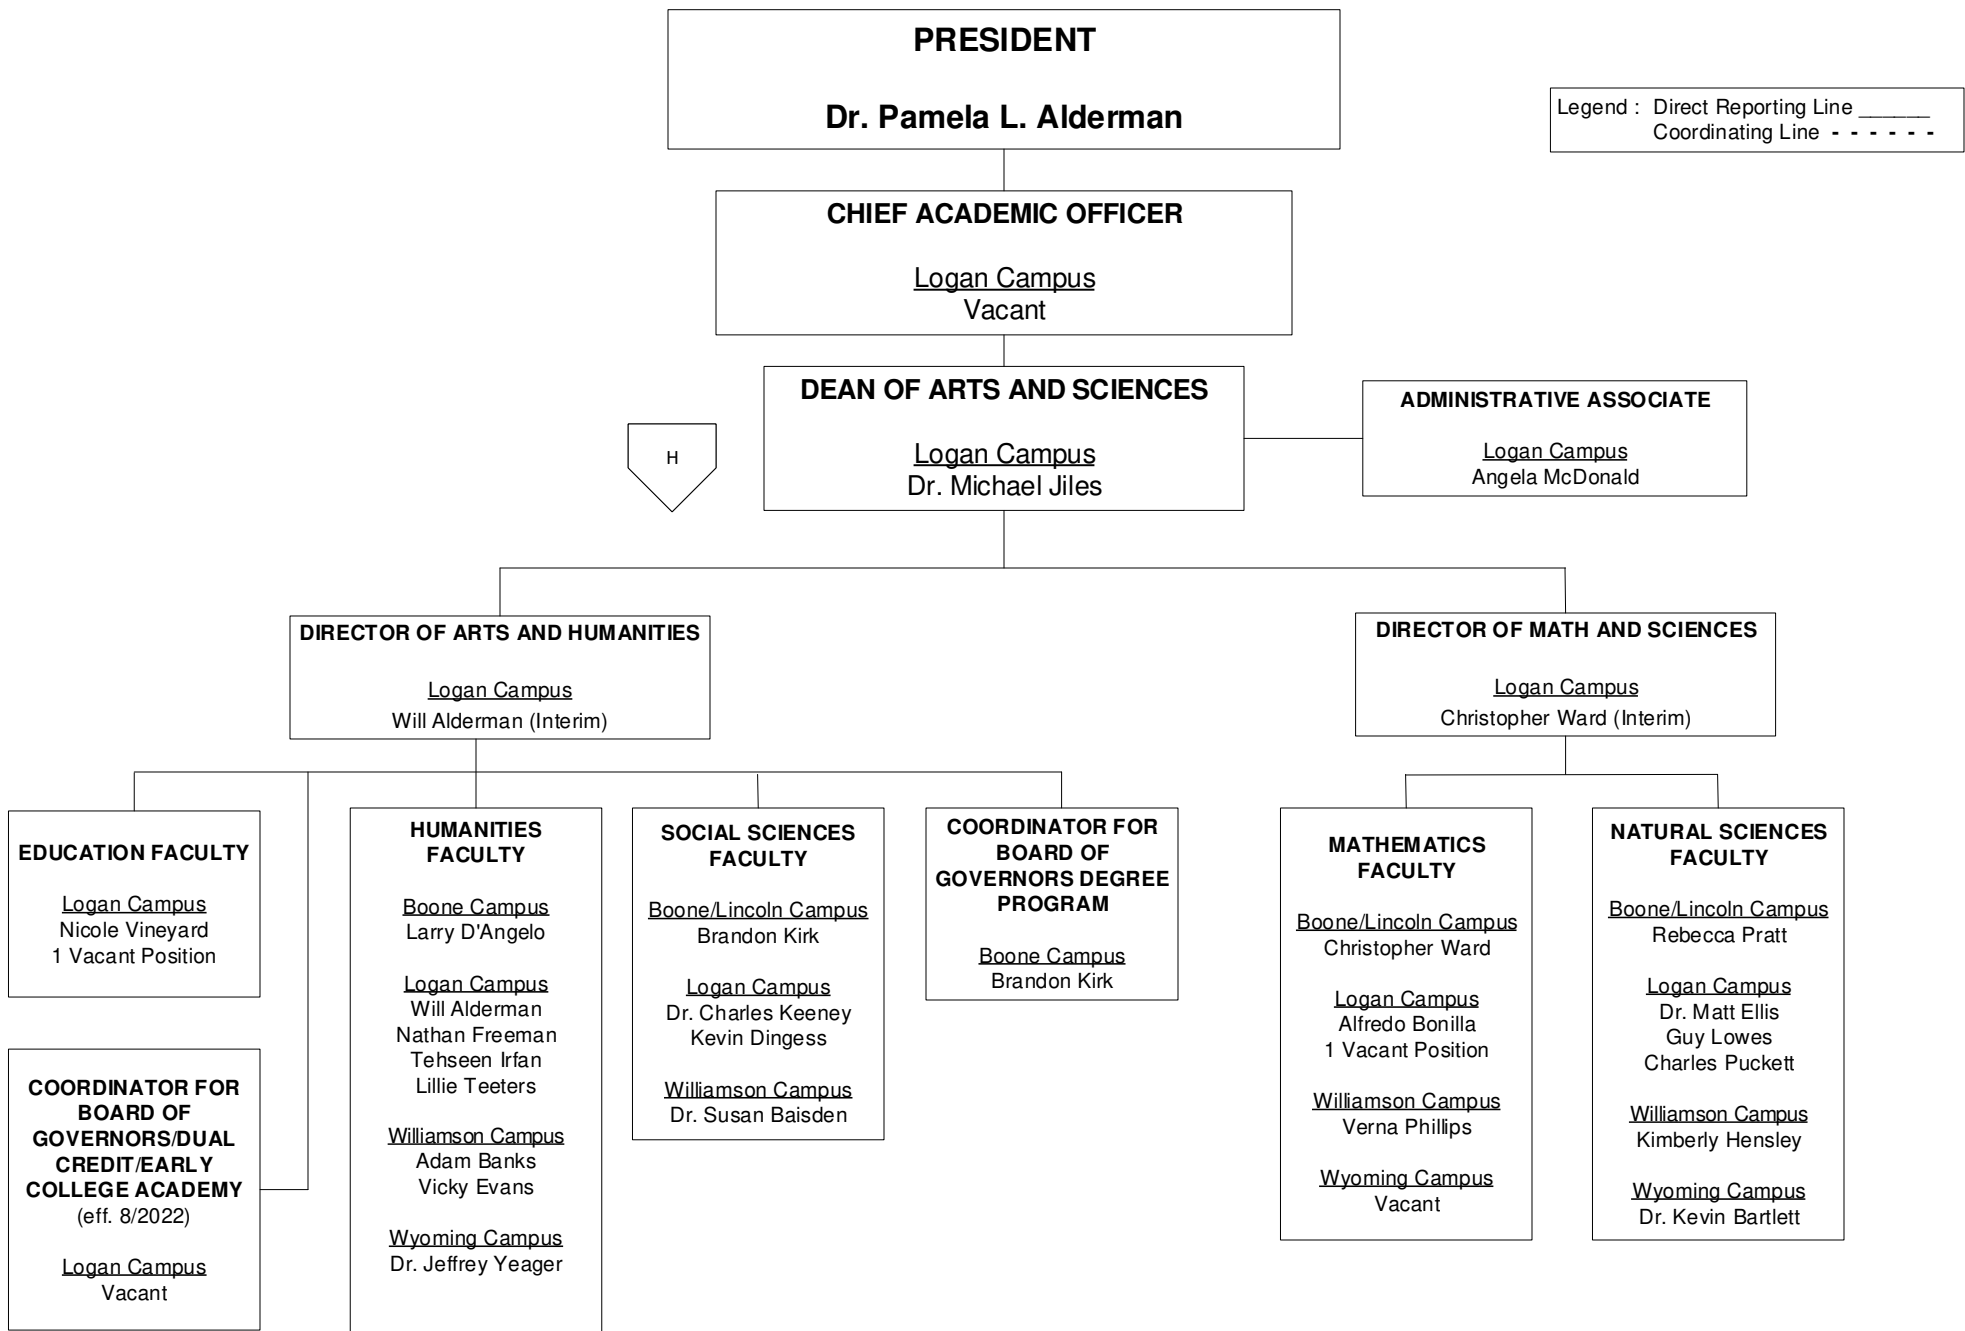 PRESIDENT
Dr. Pamela L. Alderman
Legend : Direct Reporting Line ______
Coordinating Line - - - - - -
CHIEF ACADEMIC OFFICER
Logan Campus
Vacant
DEAN OF ARTS AND SCIENCES
Logan Campus
Dr. Michael Jiles
ADMINISTRATIVE ASSOCIATE
Logan Campus
Angela McDonald
H
DIRECTOR OF ARTS AND HUMANITIES
Logan Campus
Will Alderman (Interim)
DIRECTOR OF MATH AND SCIENCES
Logan Campus
Christopher Ward (Interim)
EDUCATION FACULTY
Logan Campus
Nicole Vineyard
1 Vacant Position
COORDINATOR FOR
BOARD OF
GOVERNORS/DUAL
CREDIT/EARLY
COLLEGE ACADEMY
(eff. 8/2022)
Logan Campus
Vacant
HUMANITIES
FACULTY
Boone Campus
Larry D'Angelo
Logan Campus
Will Alderman
Nathan Freeman
Tehseen Irfan
Lillie Teeters
Williamson Campus
Adam Banks
Vicky Evans
Wyoming Campus
Dr. Jeffrey Yeager
SOCIAL SCIENCES
FACULTY
Boone/Lincoln Campus
Brandon Kirk
Logan Campus
Dr. Charles Keeney
Kevin Dingess
Williamson Campus
Dr. Susan Baisden
COORDINATOR FOR
BOARD OF
GOVERNORS DEGREE
PROGRAM
Boone Campus
Brandon Kirk
MATHEMATICS
FACULTY
Boone/Lincoln Campus
Christopher Ward
Logan Campus
Alfredo Bonilla
1 Vacant Position
Williamson Campus
Verna Phillips
Wyoming Campus
Vacant
NATURAL SCIENCES
FACULTY
Boone/Lincoln Campus
Rebecca Pratt
Logan Campus
Dr. Matt Ellis
Guy Lowes
Charles Puckett
Williamson Campus
Kimberly Hensley
Wyoming Campus
Dr. Kevin Bartlett